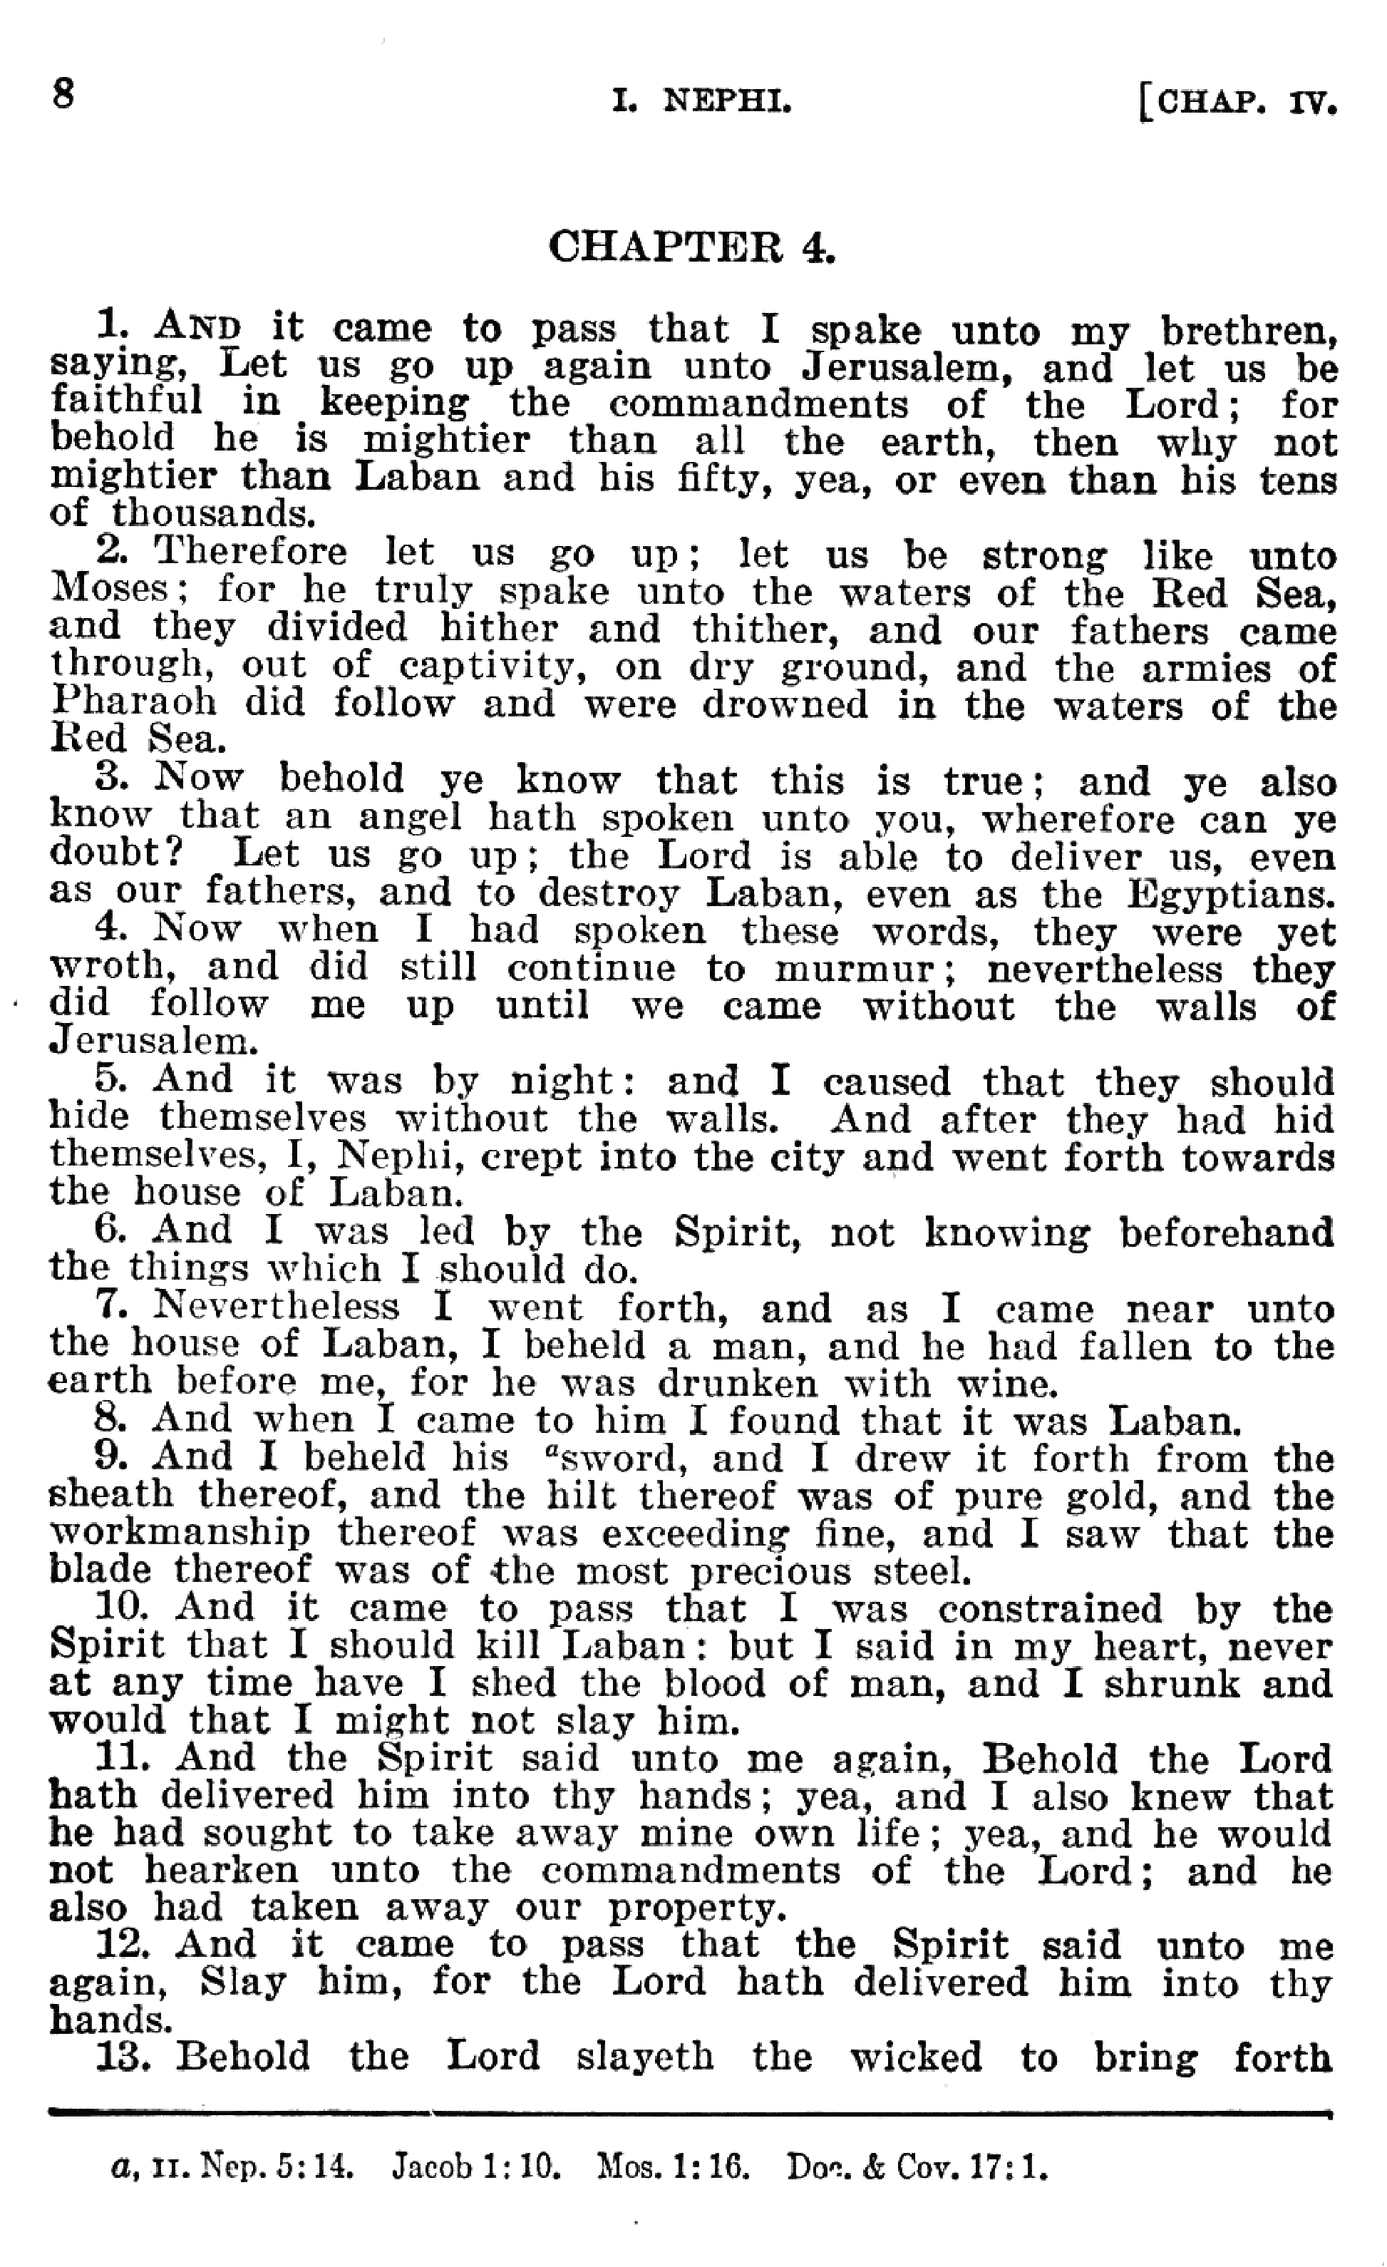 8 I. NEPHI. [CHAP. IV.
CHAPTER 4.
1. AND it came to pass that I spake unto my brethren,
saying, Let us go up again unto Jerusalem, and let us be
faithful in keeping the commandments of the Lord; for
behold he is mightier than all the earth, then why not
mightier than Laban and his fifty, yea, or even than his tens
of thousands.
2. Therefore let us go up; let us be strong like unto
Moses; for he truly spake unto the waters of the Red Sea,
and they divided hither and thither, and our fathers came
through, out of captivity, on dry ground, and the armies of
Pharaoh did follow and were drowned in the waters of the
Red Sea.
3. Now behold ye know that this is true; and ye also
know that an angel hath spoken unto you, wherefore can ye
doubt? Let us go up; the Lord is able to deliver us, even
as our fathers, and to destroy Laban, even as the Egyptians.
4. Now when I had spoken these words, they were yet
wroth, and did still continue to murmur; nevertheless they
did follow me up until we came without the walls of
Jerusalem.
5. And it was by night: and I caused that they should
hide themselves without the walls. And after they had hid
themselves, I, Nephi, crept into the city and went forth towards
the house of Laban.
6. And I was led by the Spirit, not knowing beforehand
the things which I should do.
7. Nevertheless I went forth, and as I came near unto
the house of Laban, I beheld a man, and he had fallen to the
earth before me, for he was drunken with wine.
8. And when I came to him I found that it was Laban.
9. And I beheld his ᵃsword, and I drew it forth from the
sheath thereof, and the hilt thereof was of pure gold, and the
workmanship thereof was exceeding fine, and I saw that the
blade thereof was of the most precious steel.
10. And it came to pass that I was constrained by the
Spirit that I should kill Laban: but I said in my heart, never
at any time have I shed the blood of man, and I shrunk and
would that I might not slay him.
11. And the Spirit said unto me again, Behold the Lord
hath delivered him into thy hands; yea, and I also knew that
he had sought to take away mine own life; yea, and he would
not hearken unto the commandments of the Lord; and he
also had taken away our property.
12. And it came to pass that the Spirit said unto me
again, Slay him, for the Lord hath delivered him into thy
hands.
13. Behold the Lord slayeth the wicked to bring forth
a, II. Nep. 5:14. Jacob 1:10. Mos. 1:16. Doc. & Cov. 17:1.